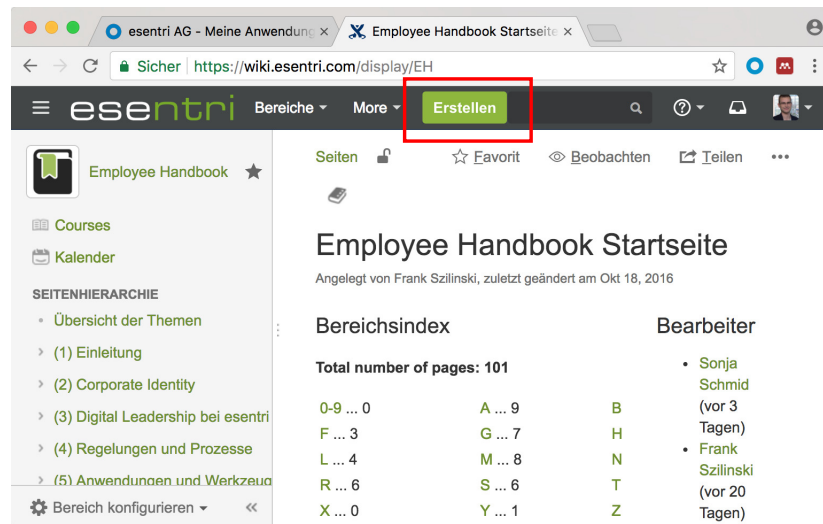 esentri AG - Meine Anwendung
Employee Handbook Startseite
Sicher https://wiki.esentri.com/display/EH
esentri Bereiche More Erstellen
Employee Handbook
Courses
Kalender
SEITENHIERARCHIE
Übersicht der Themen
(1) Einleitung
(2) Corporate Identity
(3) Digital Leadership bei esentri
(4) Regelungen und Prozesse
(5) Anwendungen und Werkzeug
Bereich konfigurieren
Seiten Favorit Beobachten Teilen
Employee Handbook Startseite
Angelegt von Frank Szilinski, zuletzt geändert am Okt 18, 2016
Bereichsindex
Total number of pages: 101
0-9 ... 0 A ... 9 B
F ... 3 G ... 7 H
L ... 4 M ... 8 N
R ... 6 S ... 6 T
X ... 0 Y ... 1 Z
Bearbeiter
Sonja
Schmid
(vor 3
Tagen)
Frank
Szilinski
(vor 20
Tagen)